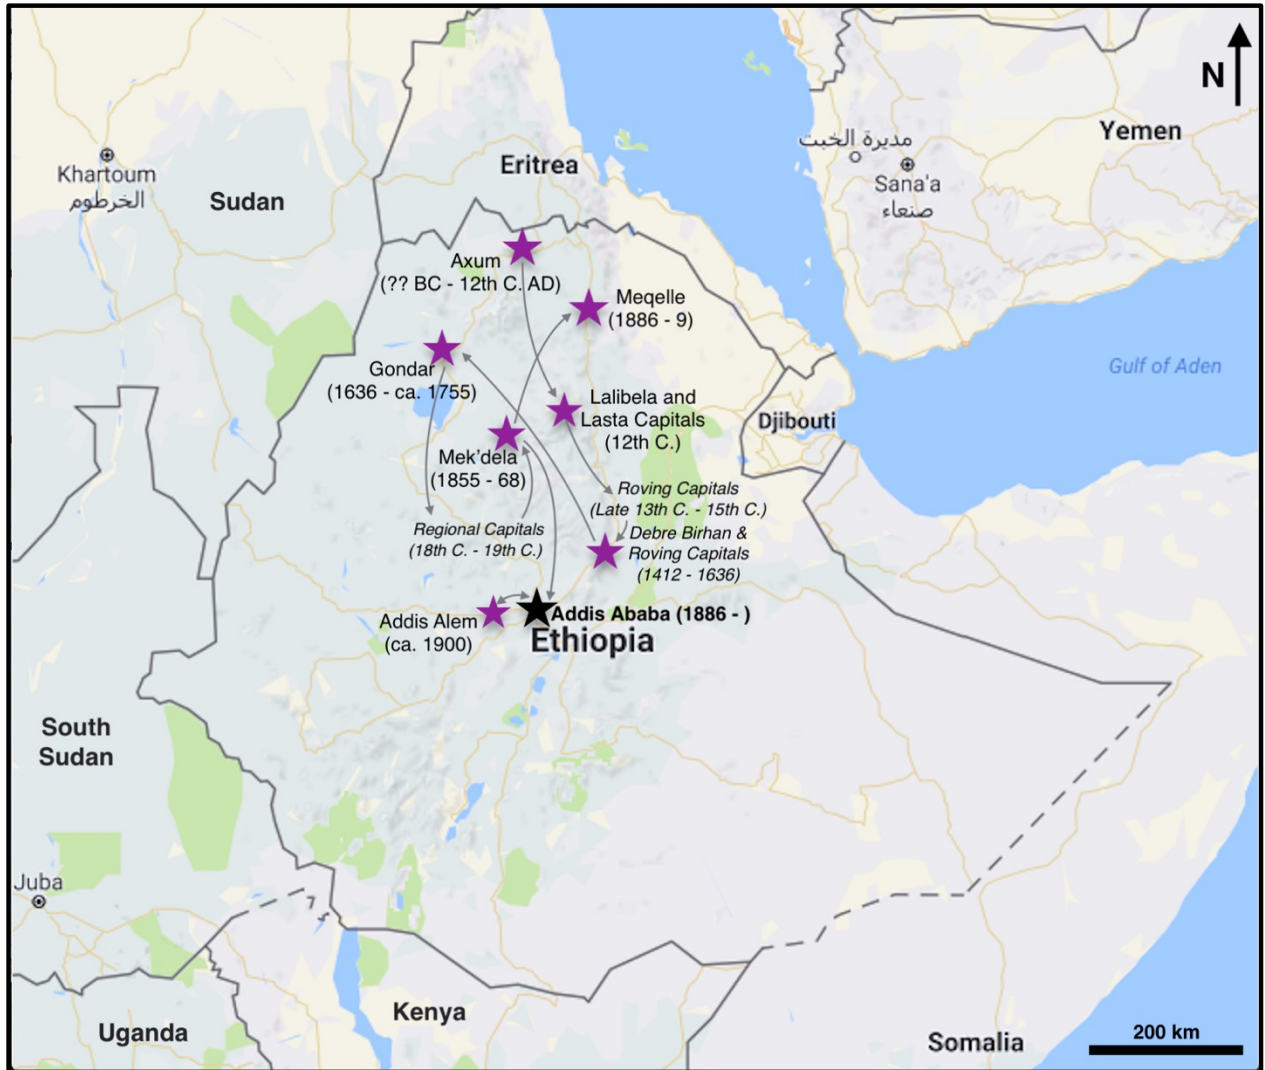 N
Yemen
مديرة الخبت
Sana'a
صنعاء
Eritrea
Khartoum
الخرطوم
Sudan
Axum
(?? BC - 12th C. AD)
Meqelle
(1886 - 9)
Gondar
(1636 - ca. 1755)
Gulf of Aden
Lalibela and
Lasta Capitals
(12th C.)
Djibouti
Mek'dela
(1855 - 68)
Roving Capitals
(Late 13th C. - 15th C.)
Regional Capitals
(18th C. - 19th C.)
Debre Birhan &
Roving Capitals
(1412 - 1636)
Addis Alem
(ca. 1900)
Addis Ababa (1886 - )
Ethiopia
South
Sudan
Juba
Kenya
Uganda
Somalia
200 km